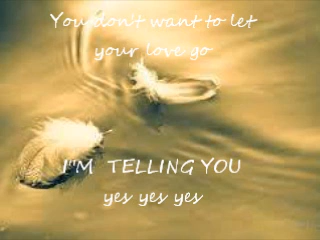 You don't want to let
your love go
I"M TELLING YOU
yes yes yes